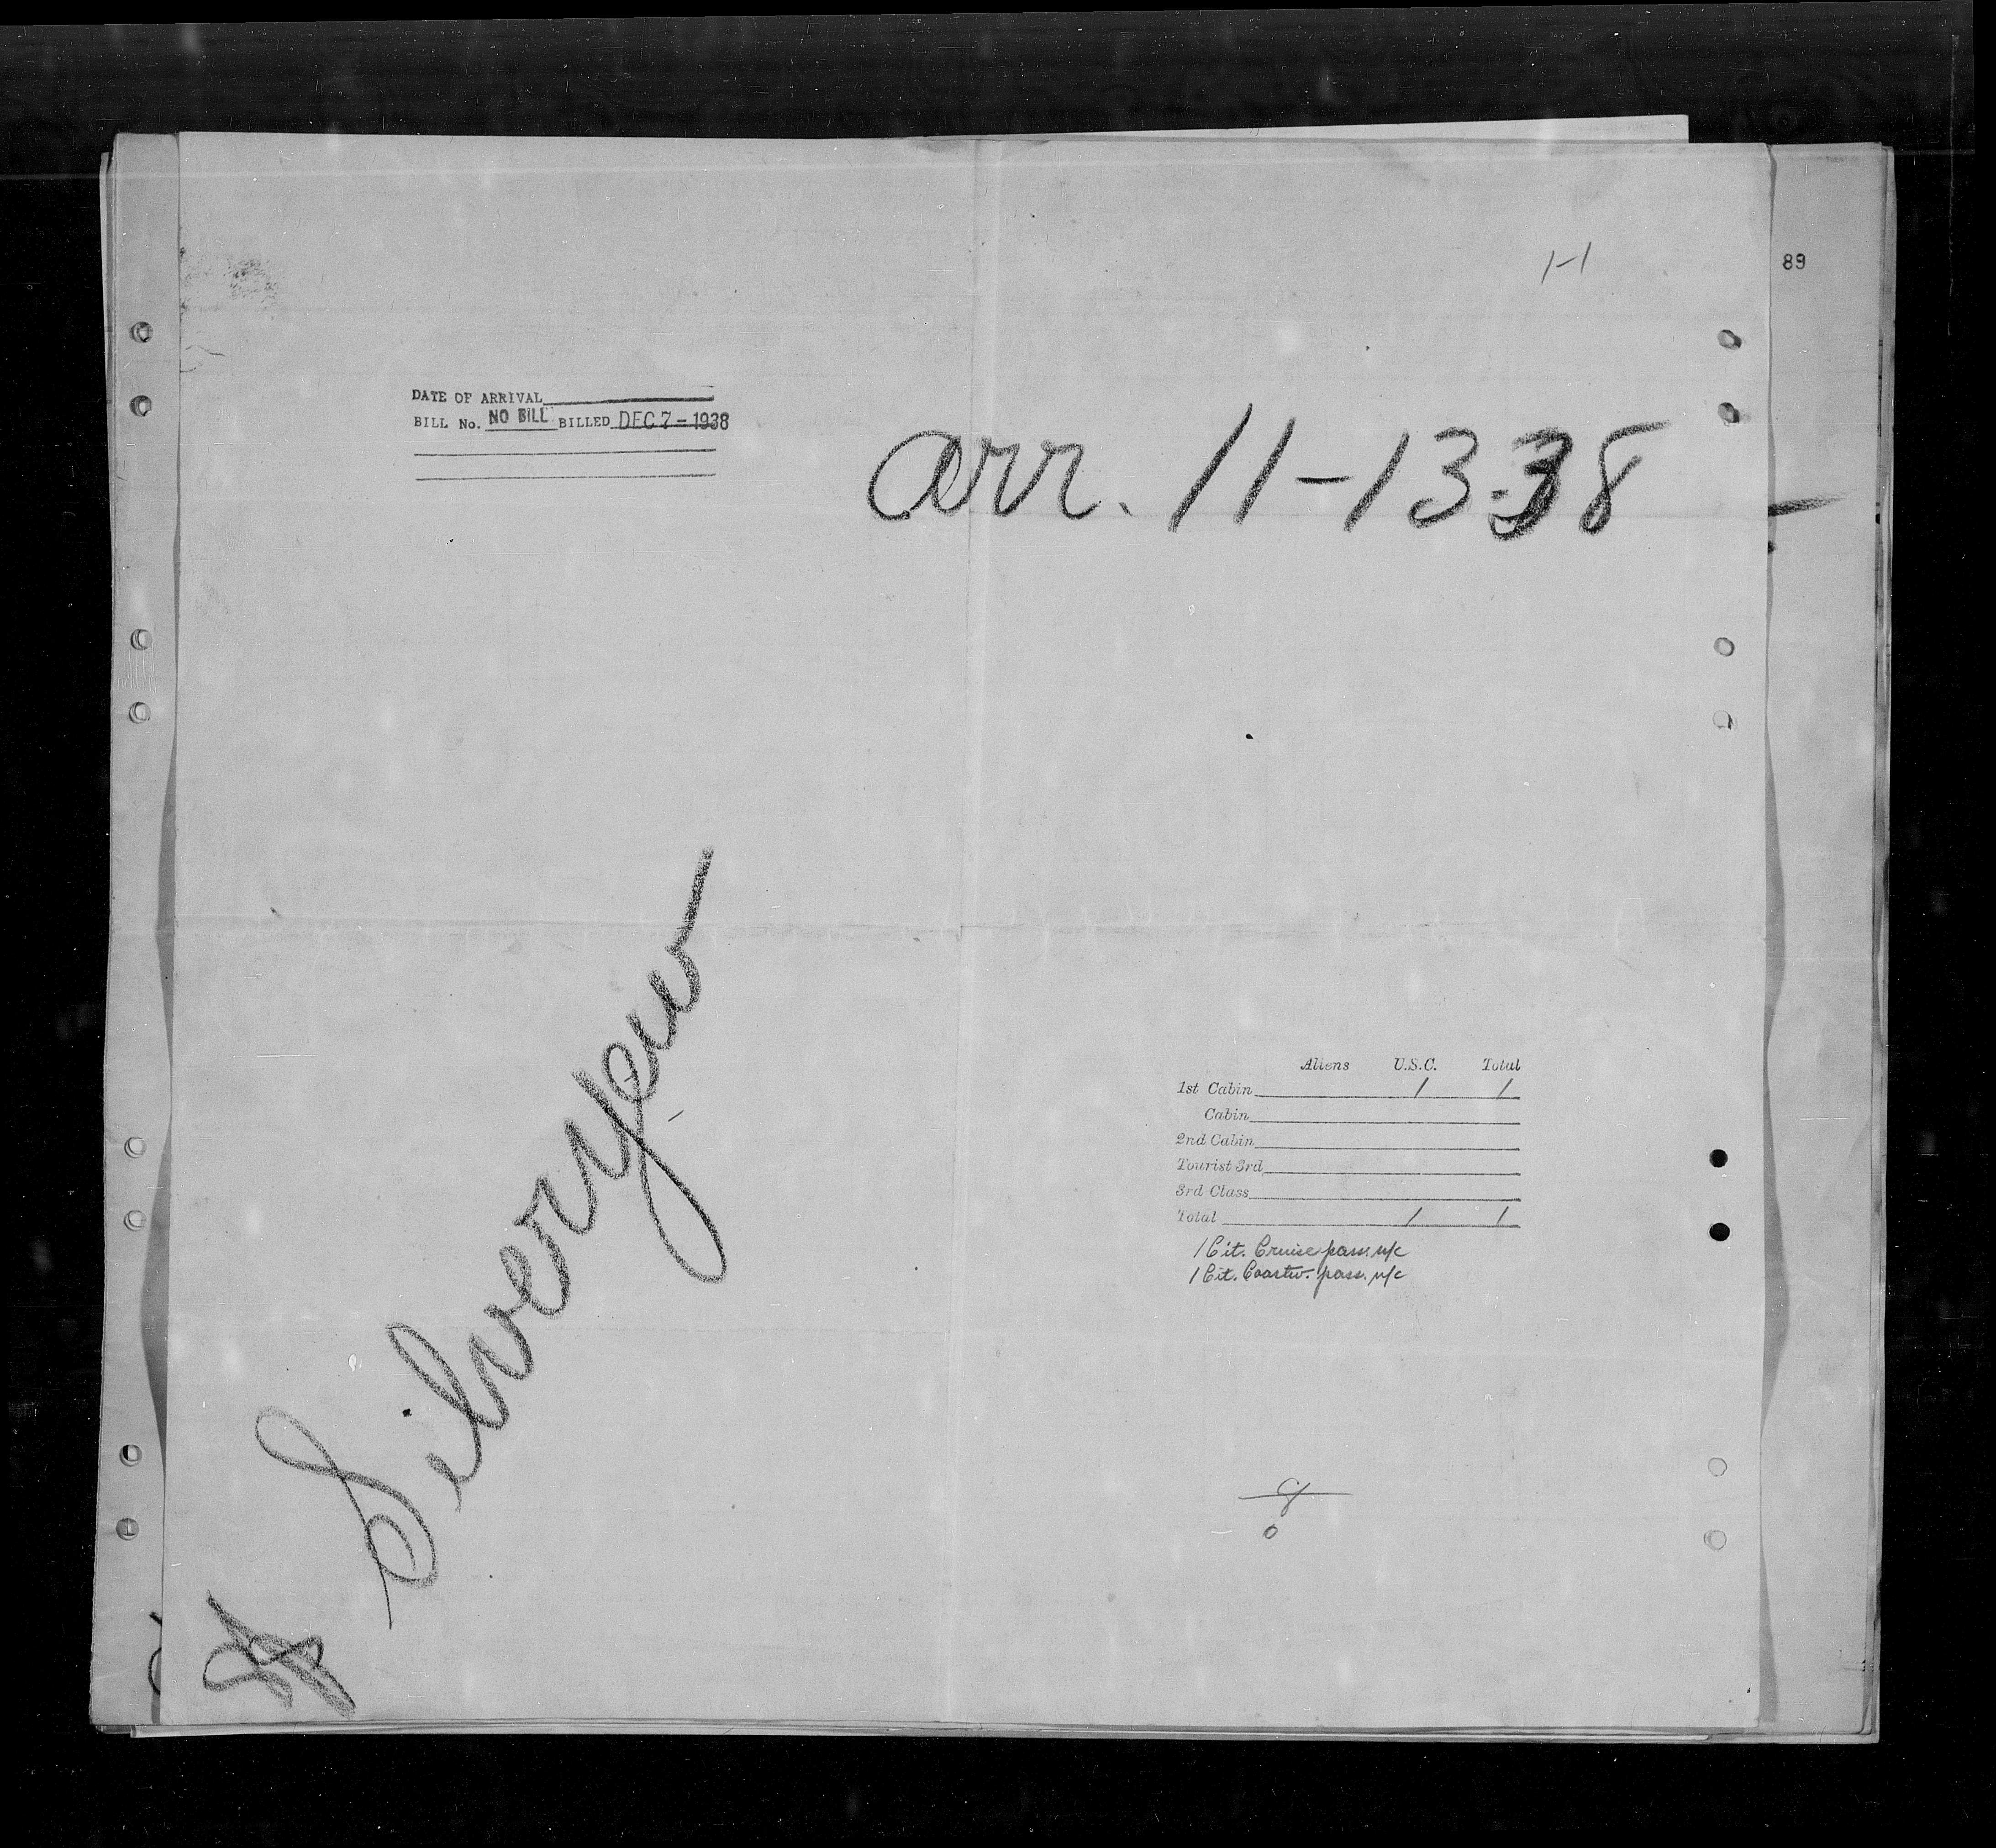 1-1
89
DATE OF ARRIVAL
BILL No. NO BILL BILLED DEC 7 - 1938
arr. 11-13-38
Silveryew
Aliens U.S.C. Total
1st Cabin 1 1
Cabin
2nd Cabin
Tourist 3rd
3rd Class
Total 1 1
1 Cit. Cruise pass. n/c
1 Cit. Coastw. pass. n/c
0